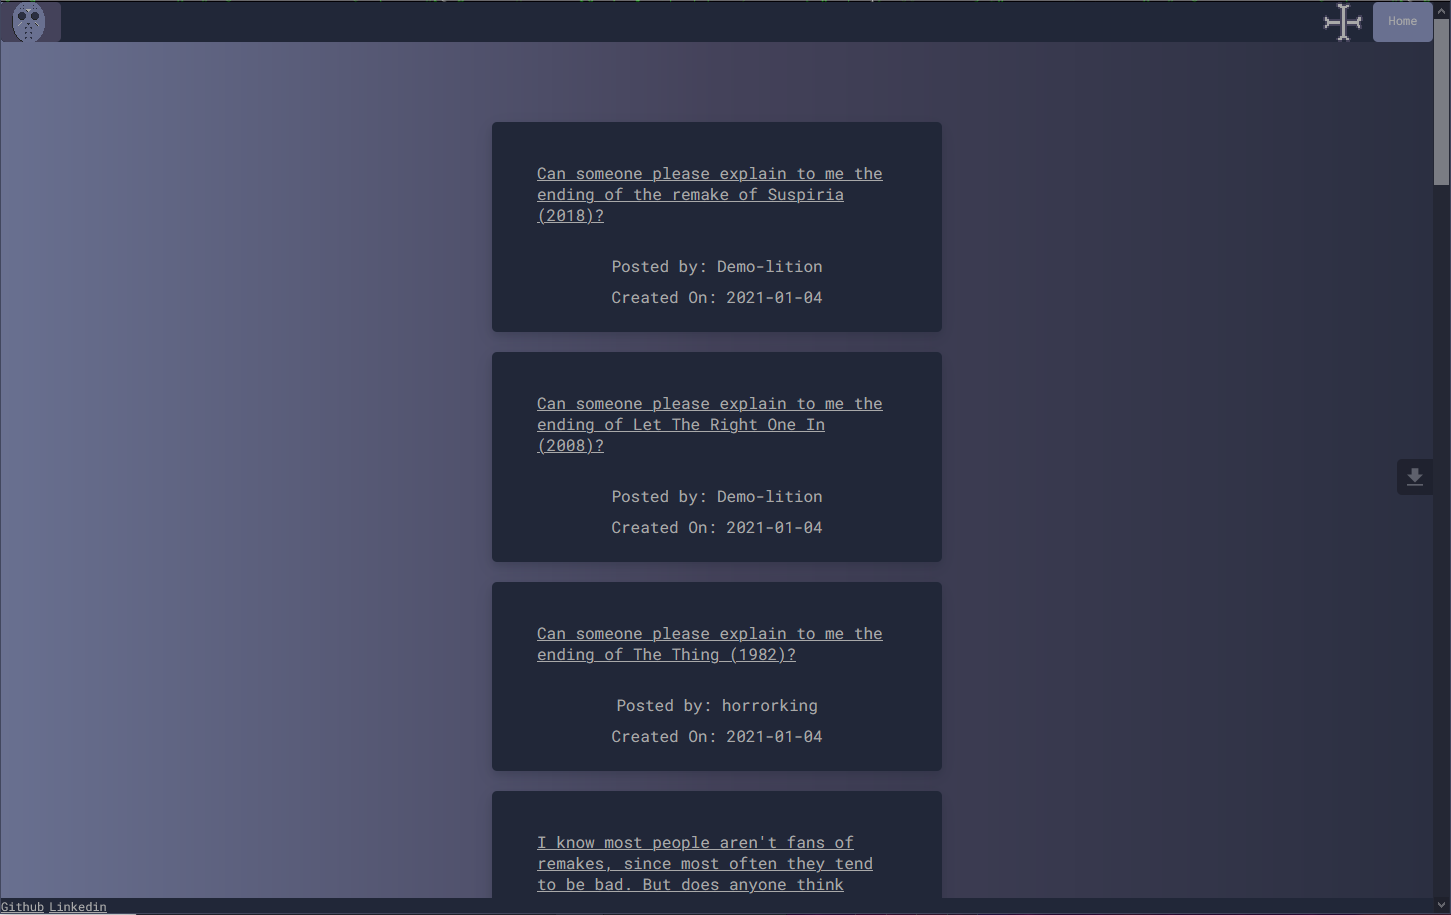 Home
Can someone please explain to me the
ending of the remake of Suspiria
(2018)?
Posted by: Demo-lition
Created On: 2021-01-04
Can someone please explain to me the
ending of Let The Right One In
(2008)?
Posted by: Demo-lition
Created On: 2021-01-04
Can someone please explain to me the
ending of The Thing (1982)?
Posted by: horrorking
Created On: 2021-01-04
I know most people aren't fans of
remakes, since most often they tend
to be bad. But does anyone think
Github Linkedin